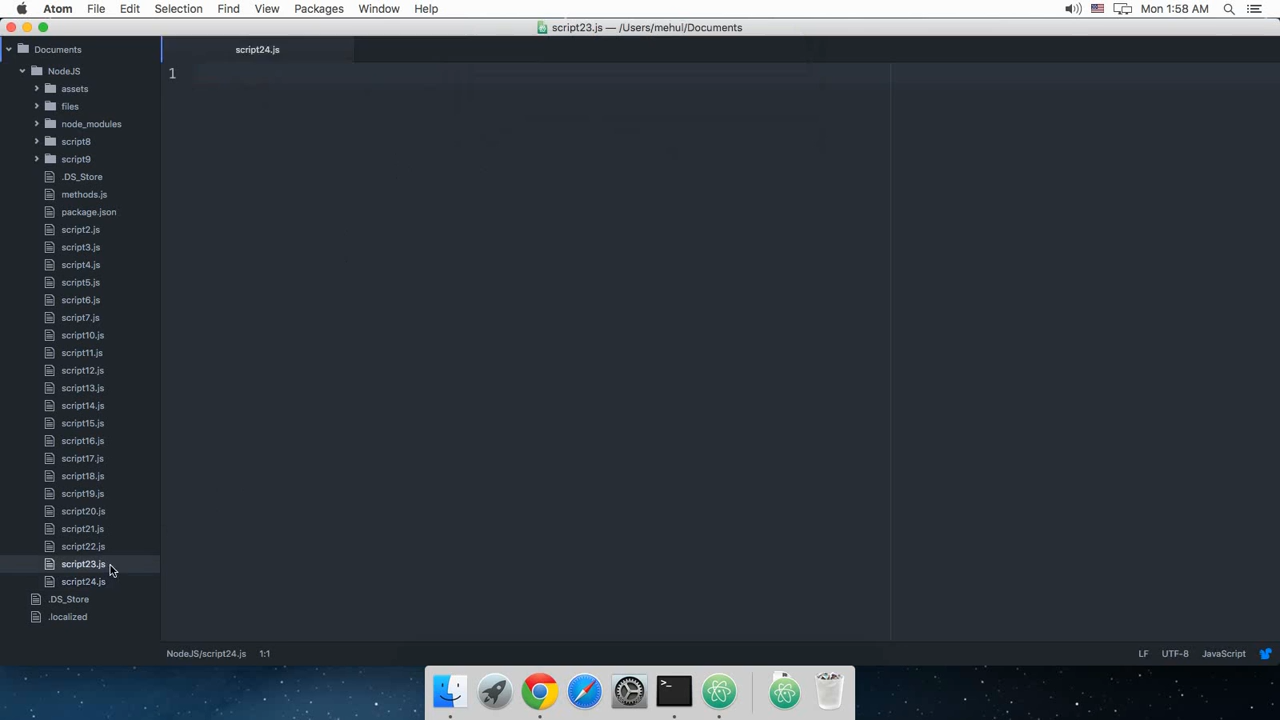 Atom File Edit Selection Find View Packages Window Help Mon 1:58 AM
script23.js — /Users/mehul/Documents
Documents
script24.js
NodeJS
1
assets
files
node_modules
script8
script9
.DS_Store
methods.js
package.json
script2.js
script3.js
script4.js
script5.js
script6.js
script7.js
script10.js
script11.js
script12.js
script13.js
script14.js
script15.js
script16.js
script17.js
script18.js
script19.js
script20.js
script21.js
script22.js
script23.js
script24.js
.DS_Store
.localized
NodeJS/script24.js 1:1 LF UTF-8 JavaScript
>_